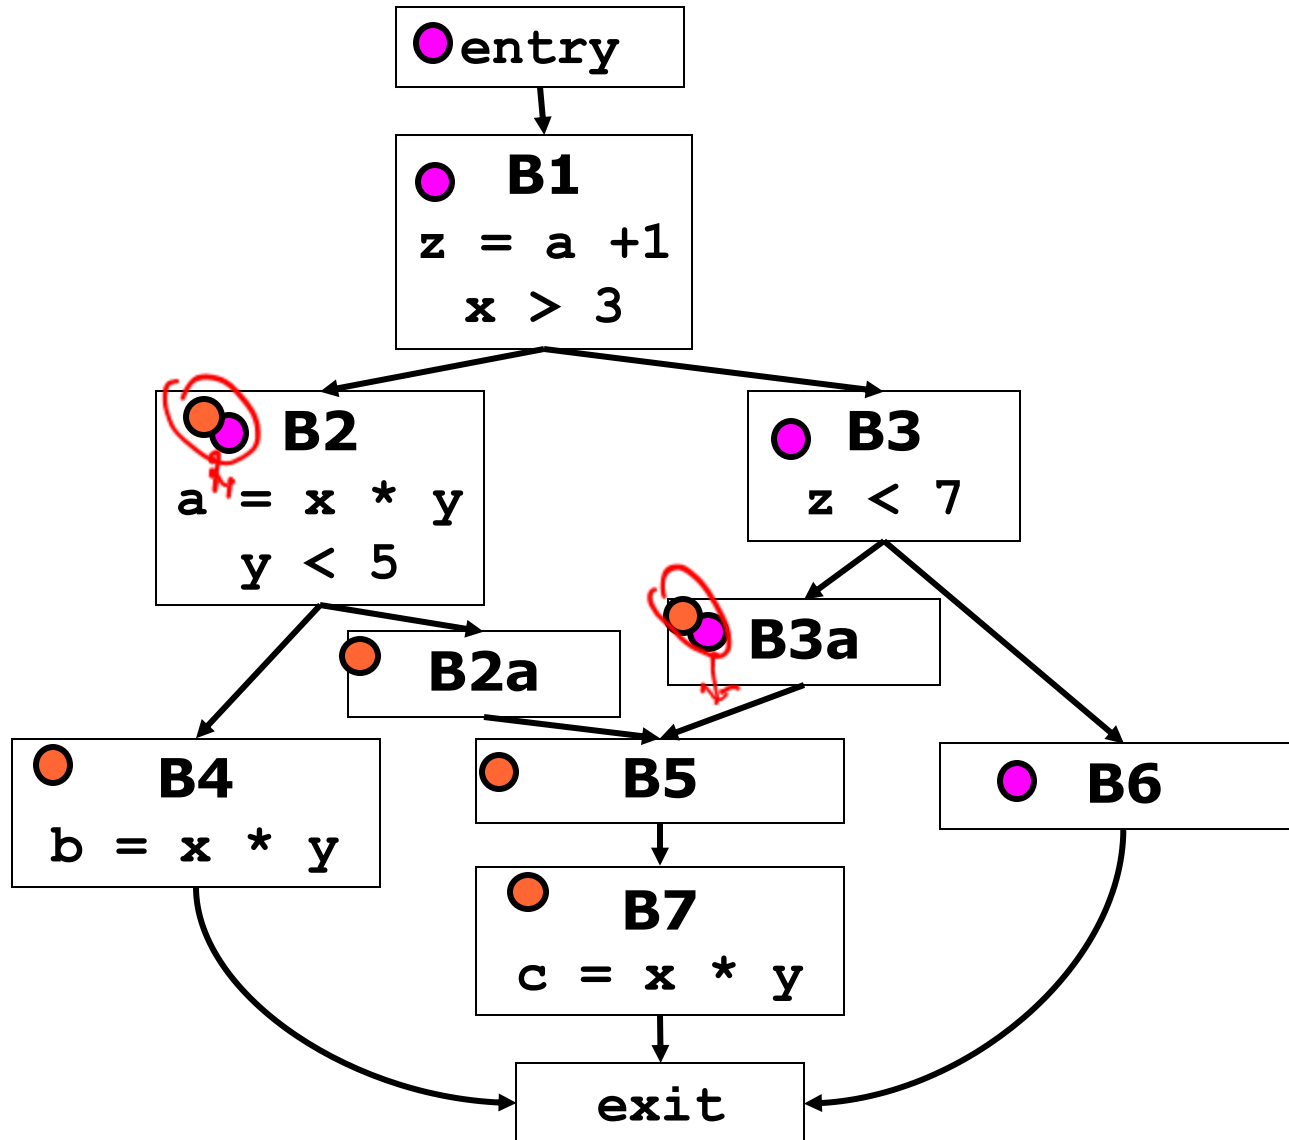 entry
B1
z = a +1
x > 3
B2
a = x * y
y < 5
B3
z < 7
B2a
B3a
B4
b = x * y
B5
B6
B7
c = x * y
exit